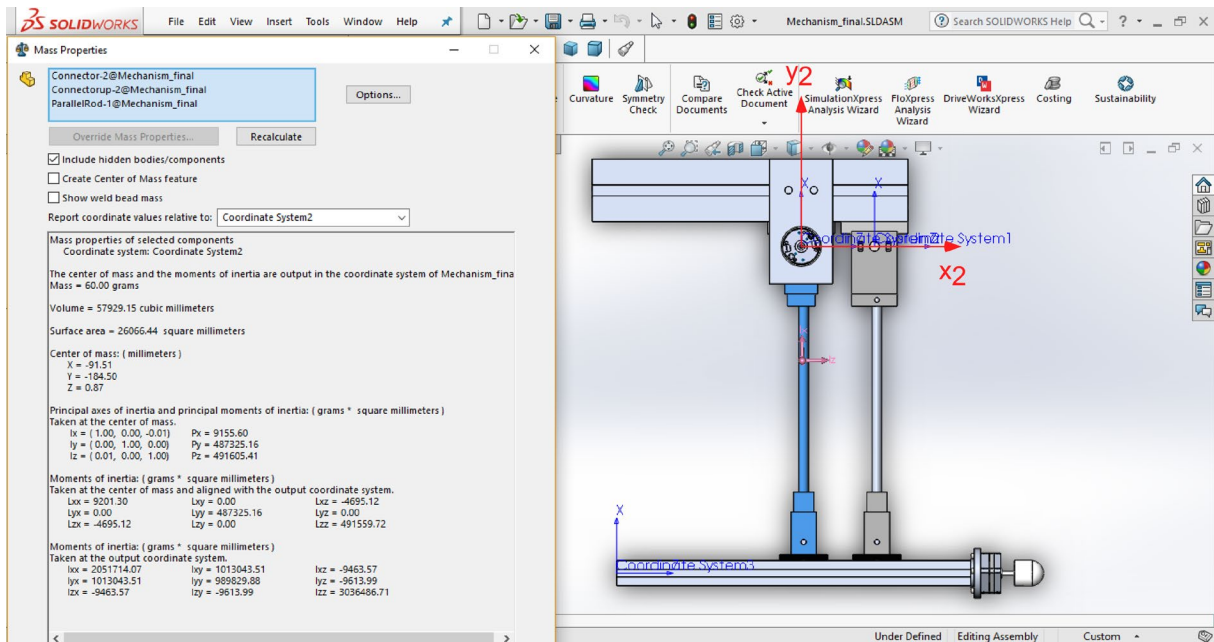 SOLIDWORKS File Edit View Insert Tools Window Help Mechanism_final.SLDASM Search SOLIDWORKS Help
Mass Properties
Connector-2@Mechanism_final
Connectorup-2@Mechanism_final
ParallelRod-1@Mechanism_final
Options...
Override Mass Properties... Recalculate
Include hidden bodies/components
Create Center of Mass feature
Show weld bead mass
Report coordinate values relative to: Coordinate System2
Mass properties of selected components
Coordinate system: Coordinate System2
The center of mass and the moments of inertia are output in the coordinate system of Mechanism_fina
Mass = 60.00 grams
Volume = 57929.15 cubic millimeters
Surface area = 26066.44 square millimeters
Center of mass: ( millimeters )
X = -91.51
Y = -184.50
Z = 0.87
Principal axes of inertia and principal moments of inertia: ( grams * square millimeters )
Taken at the center of mass.
Ix = ( 1.00, 0.00, -0.01) Px = 9155.60
Iy = ( 0.00, 1.00, 0.00) Py = 487325.16
Iz = ( 0.01, 0.00, 1.00) Pz = 491605.41
Moments of inertia: ( grams * square millimeters )
Taken at the center of mass and aligned with the output coordinate system.
Lxx = 9201.30 Lxy = 0.00 Lxz = -4695.12
Lyx = 0.00 Lyy = 487325.16 Lyz = 0.00
Lzx = -4695.12 Lzy = 0.00 Lzz = 491559.72
Moments of inertia: ( grams * square millimeters )
Taken at the output coordinate system.
Ixx = 2051714.07 Ixy = 1013043.51 Ixz = -9463.57
Iyx = 1013043.51 Iyy = 989829.88 Iyz = -9613.99
Izx = -9463.57 Izy = -9613.99 Izz = 3036486.71
Curvature Symmetry Check Compare Documents Check Active Document SimulationXpress Analysis Wizard FloXpress Analysis Wizard DriveWorksXpress Wizard Costing Sustainability
y2
X X
System1
x2
Ix
Iz
X
Coordinate System3
Under Defined Editing Assembly Custom